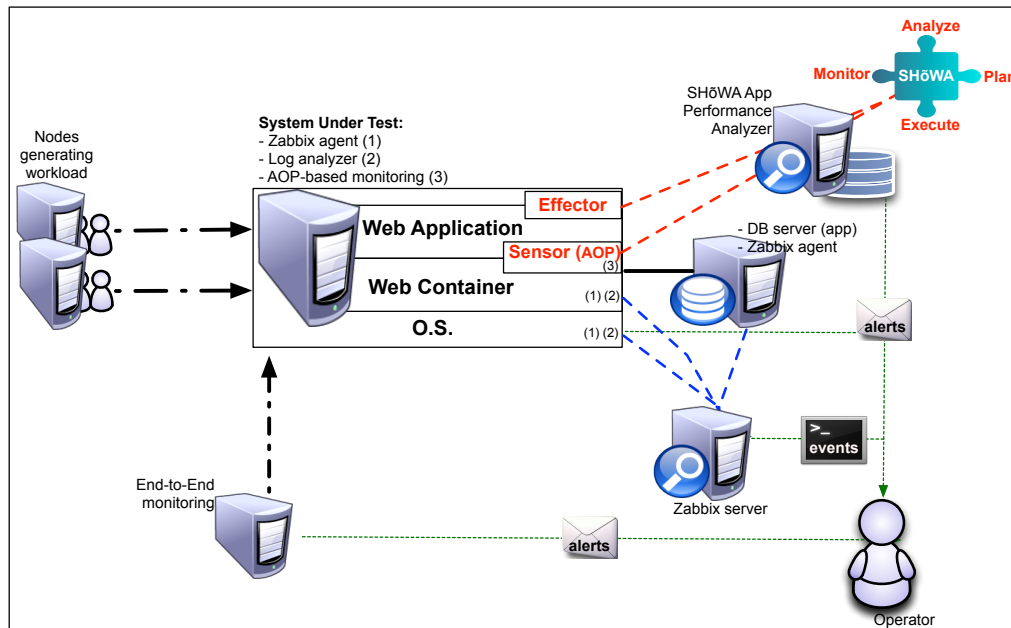 Analyze
Monitor
SHõWA
Plan
Execute
SHõWA App
Performance
Analyzer
System Under Test:
- Zabbix agent (1)
- Log analyzer (2)
- AOP-based monitoring (3)
Nodes
generating
workload
Effector
Web Application
Sensor (AOP)
(3)
- DB server (app)
- Zabbix agent
Web Container
(1) (2)
O.S.
(1) (2)
alerts
>_
events
End-to-End
monitoring
Zabbix server
alerts
Operator